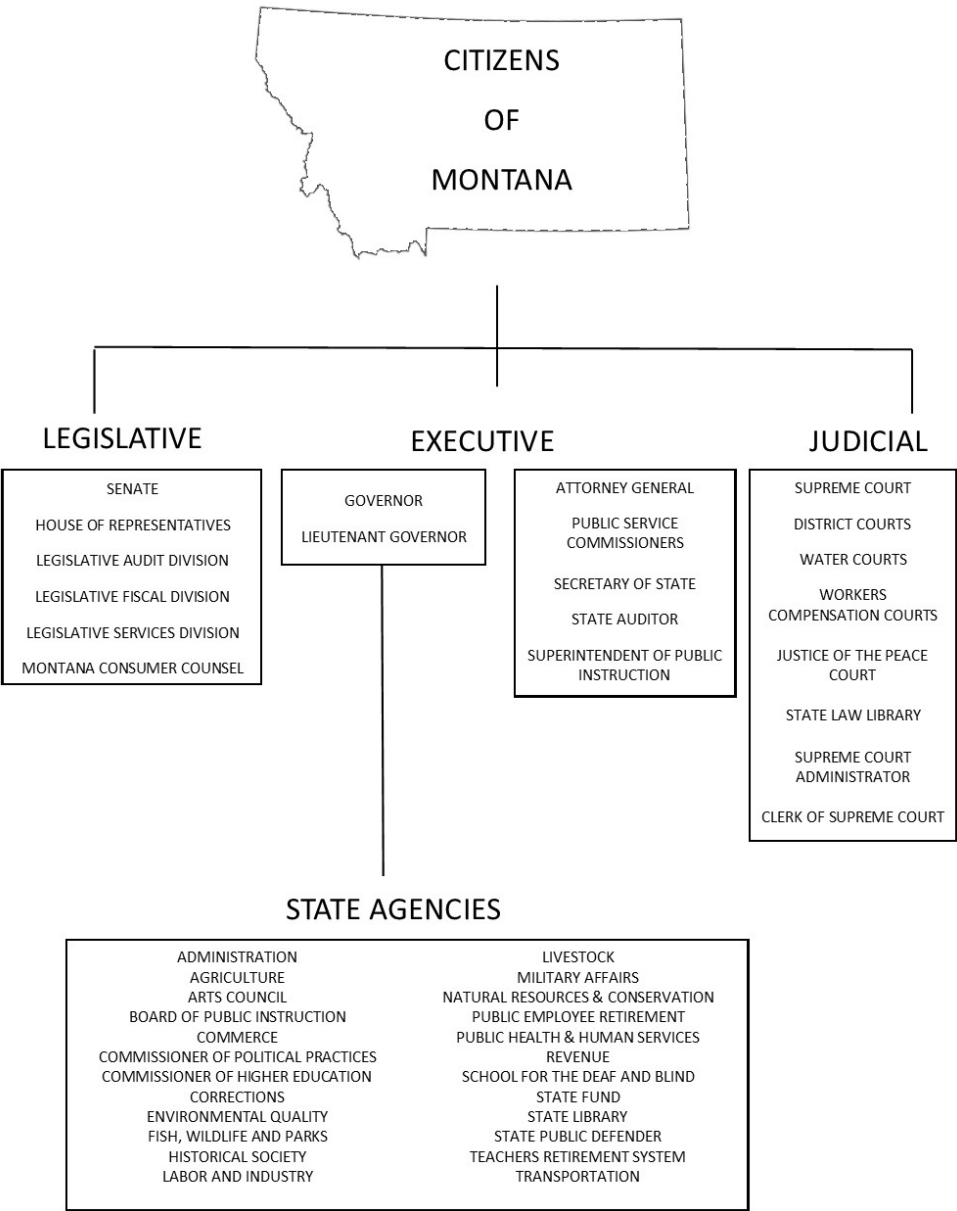 CITIZENS
OF
MONTANA
LEGISLATIVE
SENATE
HOUSE OF REPRESENTATIVES
LEGISLATIVE AUDIT DIVISION
LEGISLATIVE FISCAL DIVISION
LEGISLATIVE SERVICES DIVISION
MONTANA CONSUMER COUNSEL
EXECUTIVE
GOVERNOR
LIEUTENANT GOVERNOR
ATTORNEY GENERAL
PUBLIC SERVICE
COMMISSIONERS
SECRETARY OF STATE
STATE AUDITOR
SUPERINTENDENT OF PUBLIC
INSTRUCTION
JUDICIAL
SUPREME COURT
DISTRICT COURTS
WATER COURTS
WORKERS
COMPENSATION COURTS
JUSTICE OF THE PEACE
COURT
STATE LAW LIBRARY
SUPREME COURT
ADMINISTRATOR
CLERK OF SUPREME COURT
STATE AGENCIES
ADMINISTRATION
AGRICULTURE
ARTS COUNCIL
BOARD OF PUBLIC INSTRUCTION
COMMERCE
COMMISSIONER OF POLITICAL PRACTICES
COMMISSIONER OF HIGHER EDUCATION
CORRECTIONS
ENVIRONMENTAL QUALITY
FISH, WILDLIFE AND PARKS
HISTORICAL SOCIETY
LABOR AND INDUSTRY
LIVESTOCK
MILITARY AFFAIRS
NATURAL RESOURCES & CONSERVATION
PUBLIC EMPLOYEE RETIREMENT
PUBLIC HEALTH & HUMAN SERVICES
REVENUE
SCHOOL FOR THE DEAF AND BLIND
STATE FUND
STATE LIBRARY
STATE PUBLIC DEFENDER
TEACHERS RETIREMENT SYSTEM
TRANSPORTATION